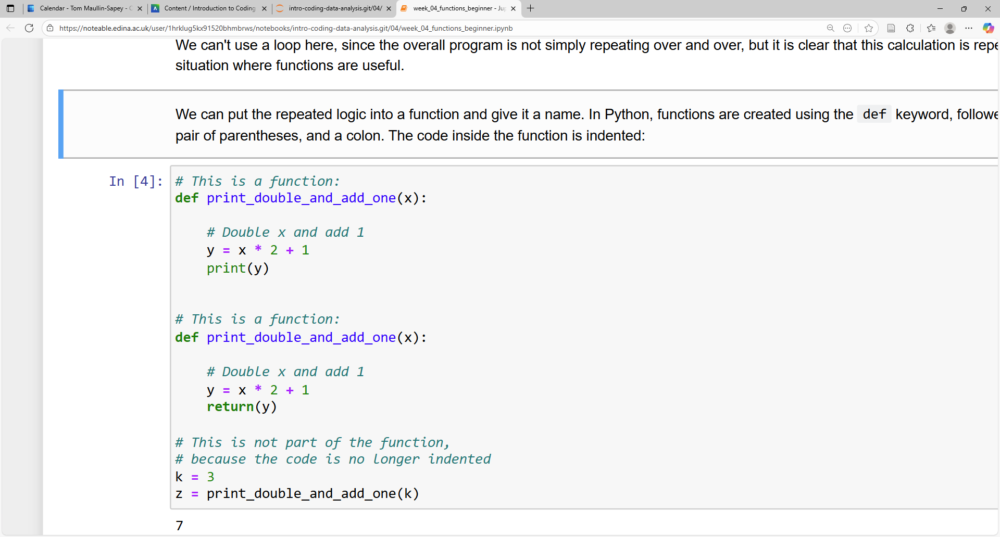 Calendar - Tom Maullin-Sapey - O
Content / Introduction to Coding
intro-coding-data-analysis.git/04/
week_04_functions_beginner - Jup
https://noteable.edina.ac.uk/user/1hrklug5kx91520bhmbrws/notebooks/intro-coding-data-analysis.git/04/week_04_functions_beginner.ipynb
We can't use a loop here, since the overall program is not simply repeating over and over, but it is clear that this calculation is repe
situation where functions are useful.
We can put the repeated logic into a function and give it a name. In Python, functions are created using the def keyword, followe
pair of parentheses, and a colon. The code inside the function is indented:
In [4]:
# This is a function:
def print_double_and_add_one(x):
# Double x and add 1
y = x * 2 + 1
print(y)
# This is a function:
def print_double_and_add_one(x):
# Double x and add 1
y = x * 2 + 1
return(y)
# This is not part of the function,
# because the code is no longer indented
k = 3
z = print_double_and_add_one(k)
7